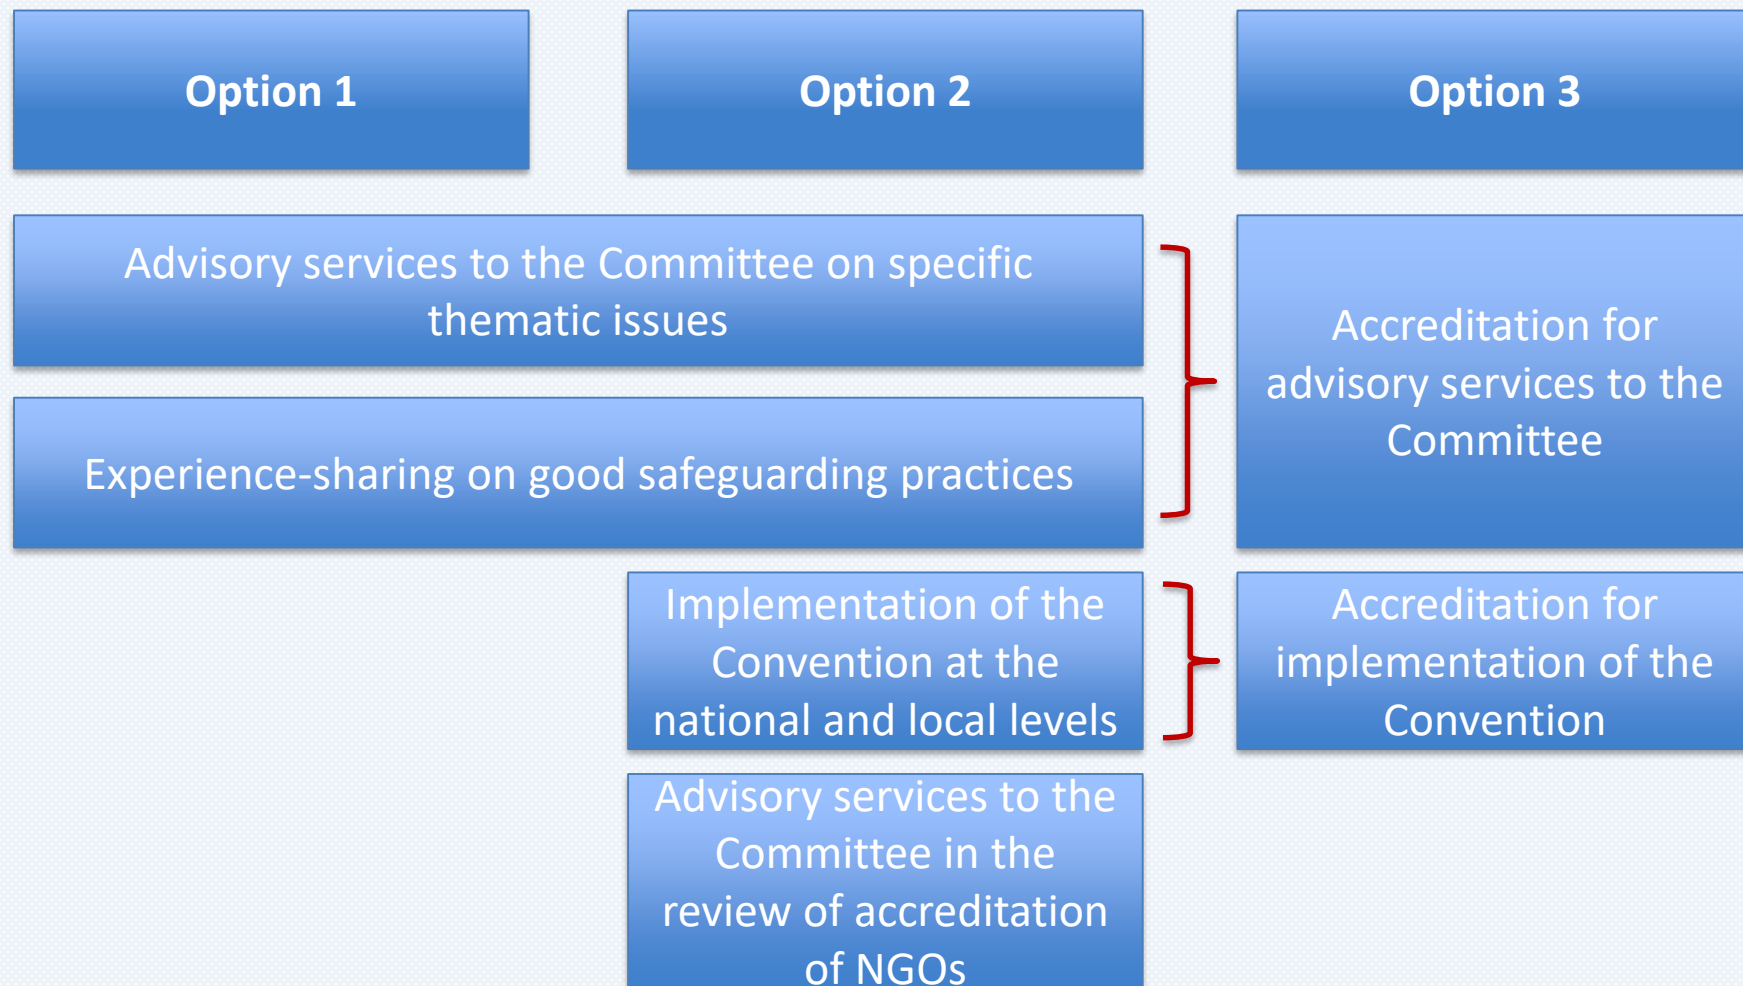 Option 1
Option 2
Option 3
Advisory services to the Committee on specific
thematic issues
Experience-sharing on good safeguarding practices
Accreditation for
advisory services to the
Committee
Implementation of the
Convention at the
national and local levels
Accreditation for
implementation of the
Convention
Advisory services to the
Committee in the
review of accreditation
of NGOs